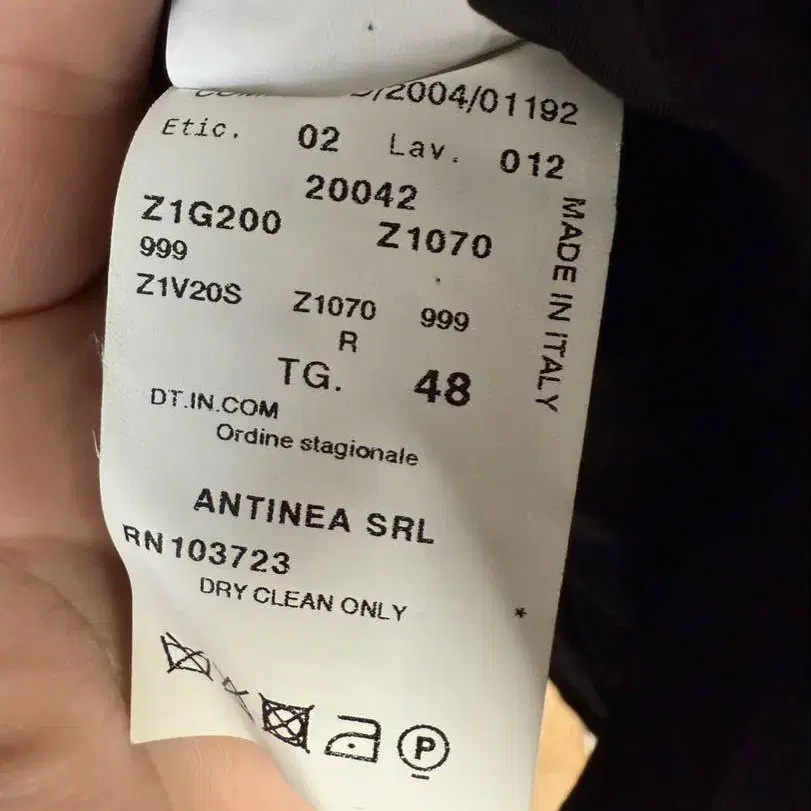 /2004/01192
Etic. 02 Lav. 012
20042
Z1G200 Z1070
999
Z1V20S Z1070 999
R
TG. 48
DT.IN.COM
Ordine stagionale
ANTINEA SRL
RN 103723
DRY CLEAN ONLY *
P
MADE IN ITALY